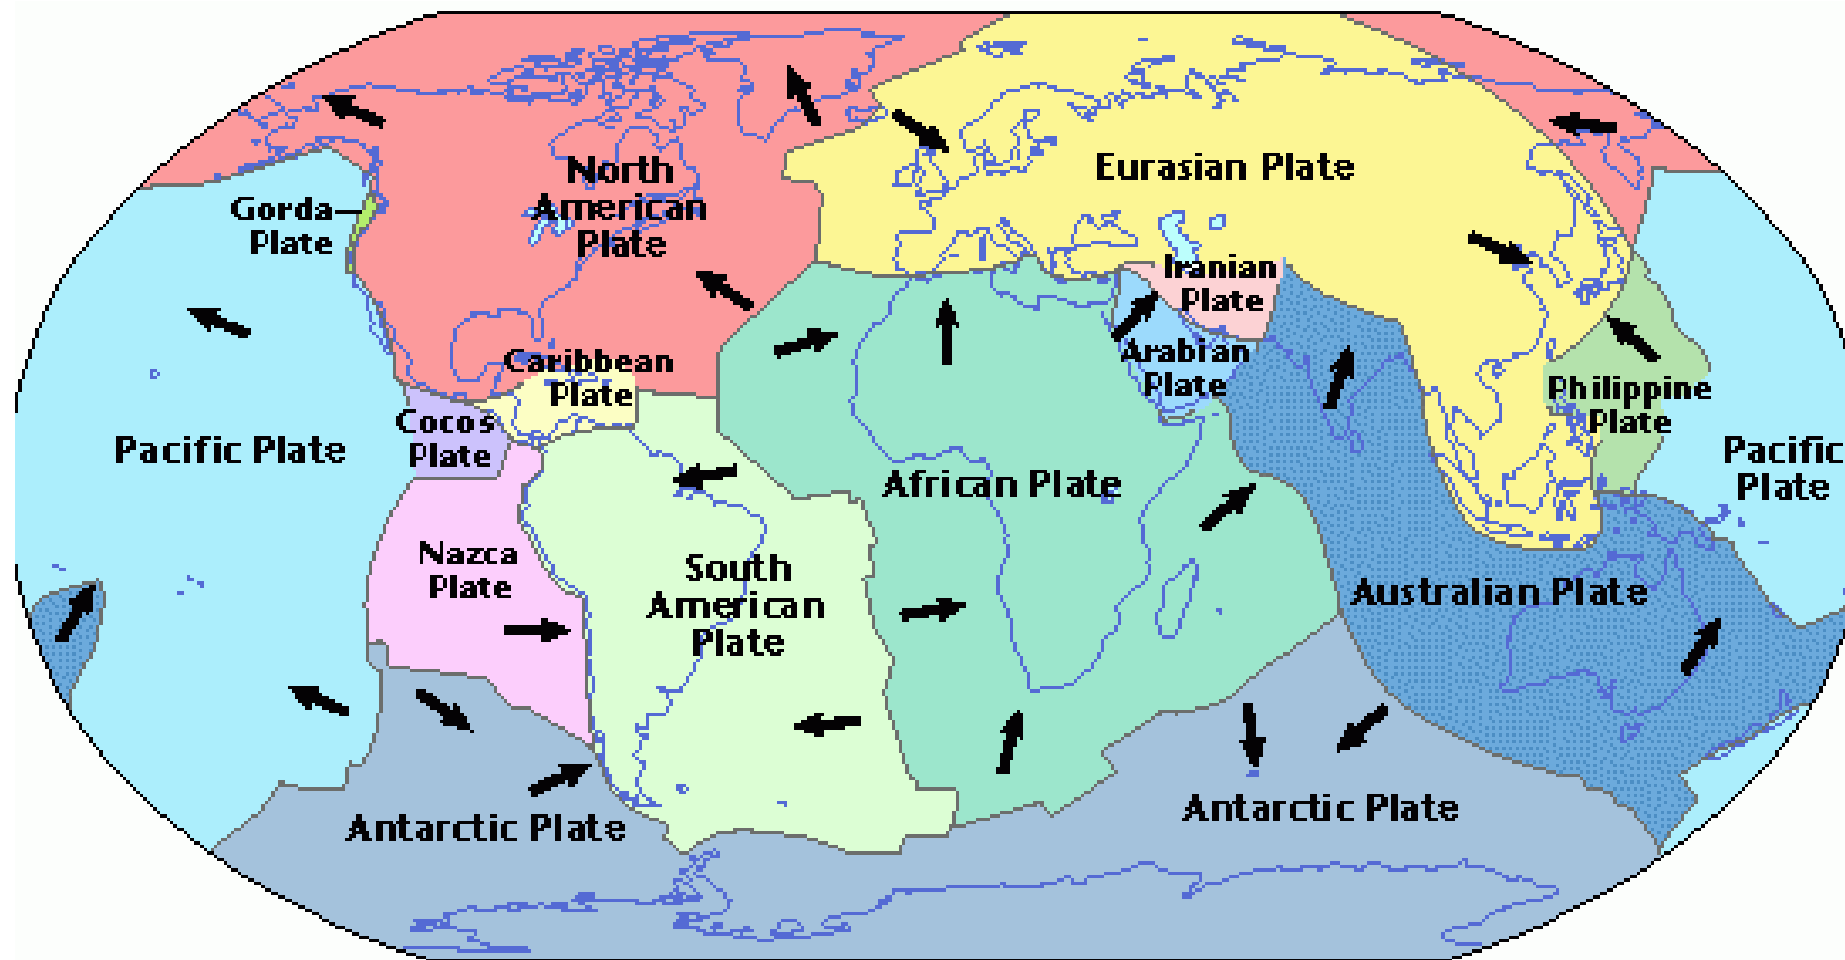 North
American
Plate
Eurasian Plate
Gorda
Plate
Iranian
Plate
Caribbean
Plate
Arabian
Plate
Philippine
Plate
Cocos
Plate
Pacific Plate
African Plate
Pacific
Plate
Nazca
Plate
South
American
Plate
Australian Plate
Antarctic Plate
Antarctic Plate